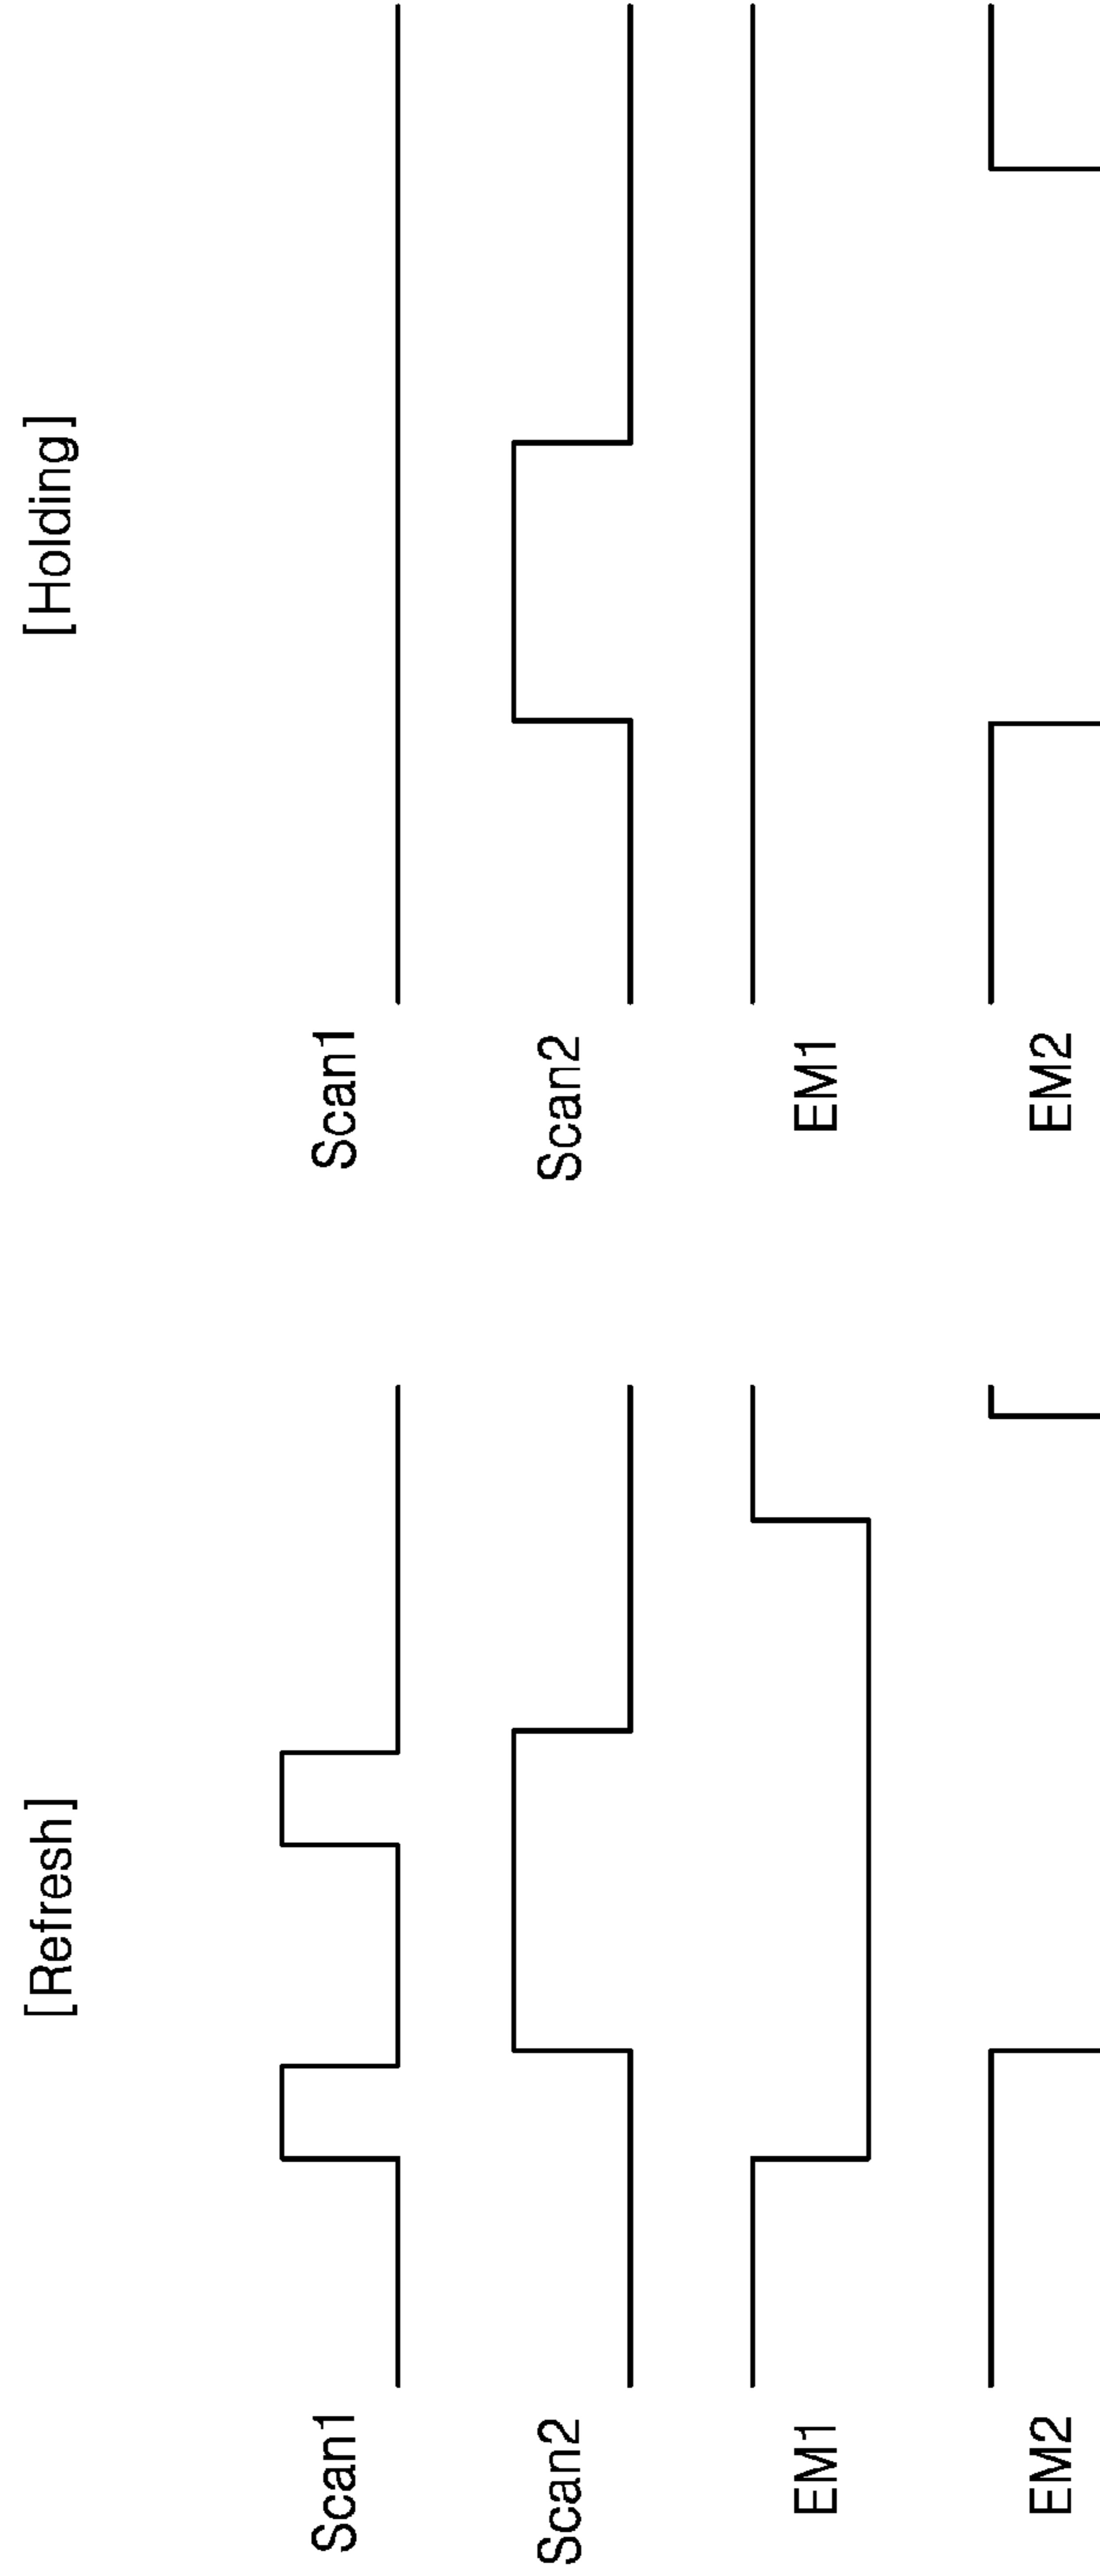 [Refresh]
Scan1
Scan2
EM1
EM2
[Holding]
Scan1
Scan2
EM1
EM2